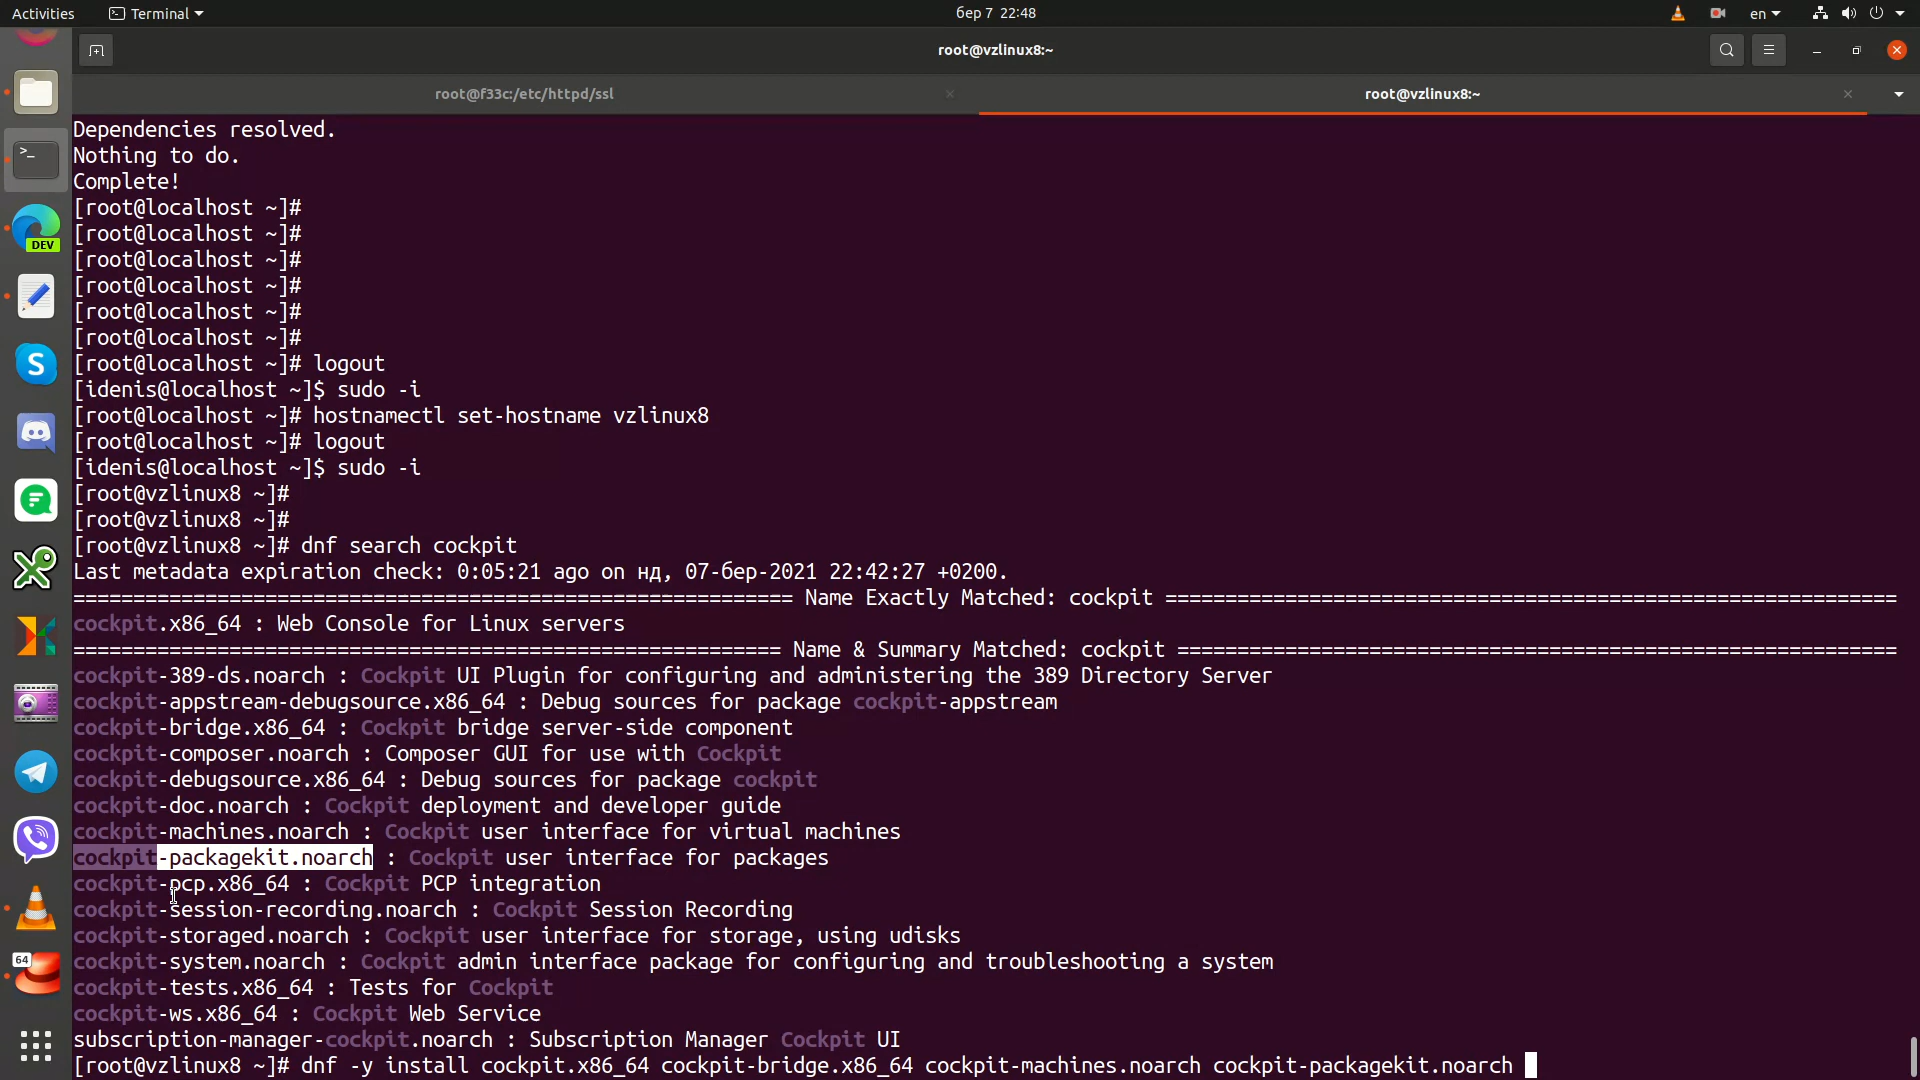 Activities Terminal бер 7 22:48 en
root@vzlinux8:~
root@f33c:/etc/httpd/ssl root@vzlinux8:~
Dependencies resolved.
Nothing to do.
Complete!
[root@localhost ~]#
[root@localhost ~]#
[root@localhost ~]#
[root@localhost ~]#
[root@localhost ~]#
[root@localhost ~]#
[root@localhost ~]# logout
[idenis@localhost ~]$ sudo -i
[root@localhost ~]# hostnamectl set-hostname vzlinux8
[root@localhost ~]# logout
[idenis@localhost ~]$ sudo -i
[root@vzlinux8 ~]#
[root@vzlinux8 ~]#
[root@vzlinux8 ~]# dnf search cockpit
Last metadata expiration check: 0:05:21 ago on нд, 07-бер-2021 22:42:27 +0200.
============================================================ Name Exactly Matched: cockpit =============================================================
cockpit.x86_64 : Web Console for Linux servers
=========================================================== Name & Summary Matched: cockpit ============================================================
cockpit-389-ds.noarch : Cockpit UI Plugin for configuring and administering the 389 Directory Server
cockpit-appstream-debugsource.x86_64 : Debug sources for package cockpit-appstream
cockpit-bridge.x86_64 : Cockpit bridge server-side component
cockpit-composer.noarch : Composer GUI for use with Cockpit
cockpit-debugsource.x86_64 : Debug sources for package cockpit
cockpit-doc.noarch : Cockpit deployment and developer guide
cockpit-machines.noarch : Cockpit user interface for virtual machines
cockpit-packagekit.noarch : Cockpit user interface for packages
cockpit-pcp.x86_64 : Cockpit PCP integration
cockpit-session-recording.noarch : Cockpit Session Recording
cockpit-storaged.noarch : Cockpit user interface for storage, using udisks
cockpit-system.noarch : Cockpit admin interface package for configuring and troubleshooting a system
cockpit-tests.x86_64 : Tests for Cockpit
cockpit-ws.x86_64 : Cockpit Web Service
subscription-manager-cockpit.noarch : Subscription Manager Cockpit UI
[root@vzlinux8 ~]# dnf -y install cockpit.x86_64 cockpit-bridge.x86_64 cockpit-machines.noarch cockpit-packagekit.noarch
DEV
64